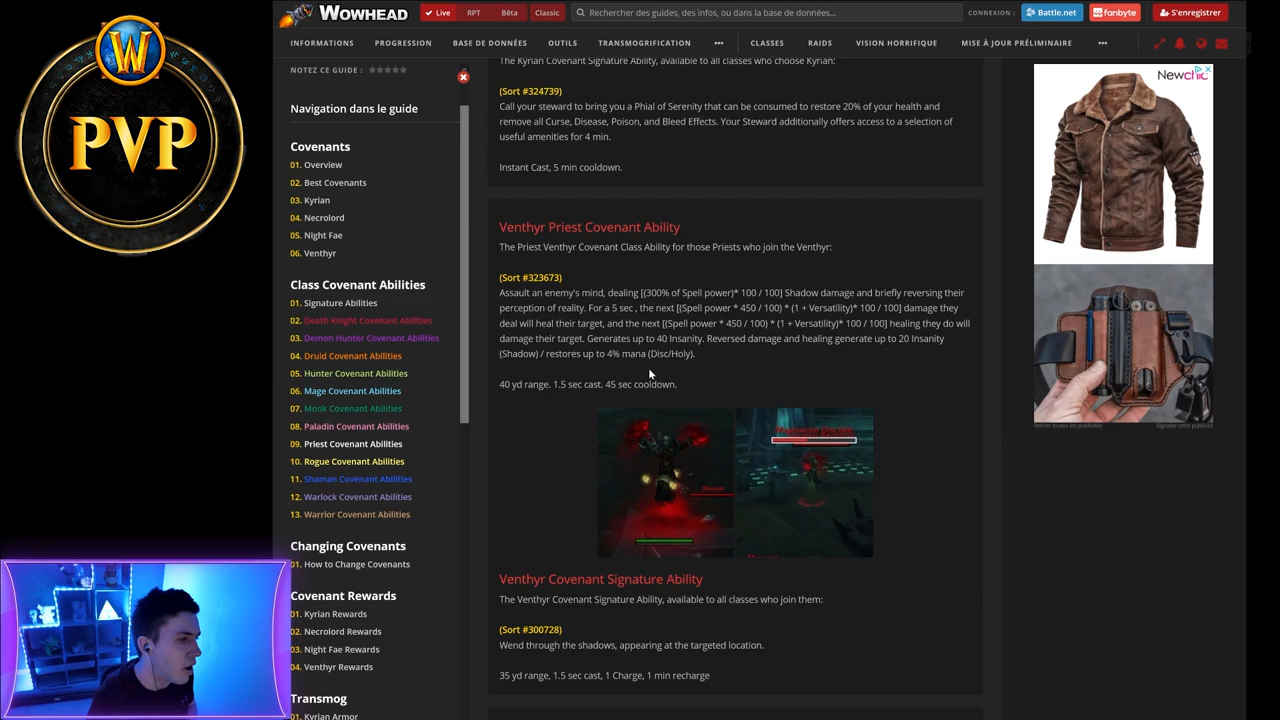 W
PVP
WOWHEAD
Live RPT Bêta Classic
Rechercher des guides, des infos, ou dans la base de données...
CONNEXION : Battle.net fanbyte S'enregistrer
INFORMATIONS PROGRESSION BASE DE DONNÉES OUTILS TRANSMOGRIFICATION ••• CLASSES RAIDS VISION HORRIFIQUE MISE À JOUR PRÉLIMINAIRE •••
NOTEZ CE GUIDE :
Navigation dans le guide
Covenants
01. Overview
02. Best Covenants
03. Kyrian
04. Necrolord
05. Night Fae
06. Venthyr
Class Covenant Abilities
01. Signature Abilities
02. Death Knight Covenant Abilities
03. Demon Hunter Covenant Abilities
04. Druid Covenant Abilities
05. Hunter Covenant Abilities
06. Mage Covenant Abilities
07. Monk Covenant Abilities
08. Paladin Covenant Abilities
09. Priest Covenant Abilities
10. Rogue Covenant Abilities
11. Shaman Covenant Abilities
12. Warlock Covenant Abilities
13. Warrior Covenant Abilities
Changing Covenants
01. How to Change Covenants
Covenant Rewards
01. Kyrian Rewards
02. Necrolord Rewards
03. Night Fae Rewards
04. Venthyr Rewards
Transmog
01. Kyrian Armor
The Kyrian Covenant Signature Ability, available to all classes who choose Kyrian:
(Sort #324739)
Call your steward to bring you a Phial of Serenity that can be consumed to restore 20% of your health and
remove all Curse, Disease, Poison, and Bleed Effects. Your Steward additionally offers access to a selection of
useful amenities for 4 min.
Instant Cast, 5 min cooldown.
Venthyr Priest Covenant Ability
The Priest Venthyr Covenant Class Ability for those Priests who join the Venthyr:
(Sort #323673)
Assault an enemy's mind, dealing [(300% of Spell power)* 100 / 100] Shadow damage and briefly reversing their
perception of reality. For a 5 sec , the next [(Spell power * 450 / 100) * (1 + Versatility)* 100 / 100] damage they
deal will heal their target, and the next [(Spell power * 450 / 100) * (1 + Versatility)* 100 / 100] healing they do will
damage their target. Generates up to 40 Insanity. Reversed damage and healing generate up to 20 Insanity
(Shadow) / restores up to 4% mana (Disc/Holy).
40 yd range. 1.5 sec cast. 45 sec cooldown.
Venthyr Covenant Signature Ability
The Venthyr Covenant Signature Ability, available to all classes who join them:
(Sort #300728)
Wend through the shadows, appearing at the targeted location.
35 yd range, 1.5 sec cast, 1 Charge, 1 min recharge
Newchic
Retirer toutes les publicités Signaler cette publicité